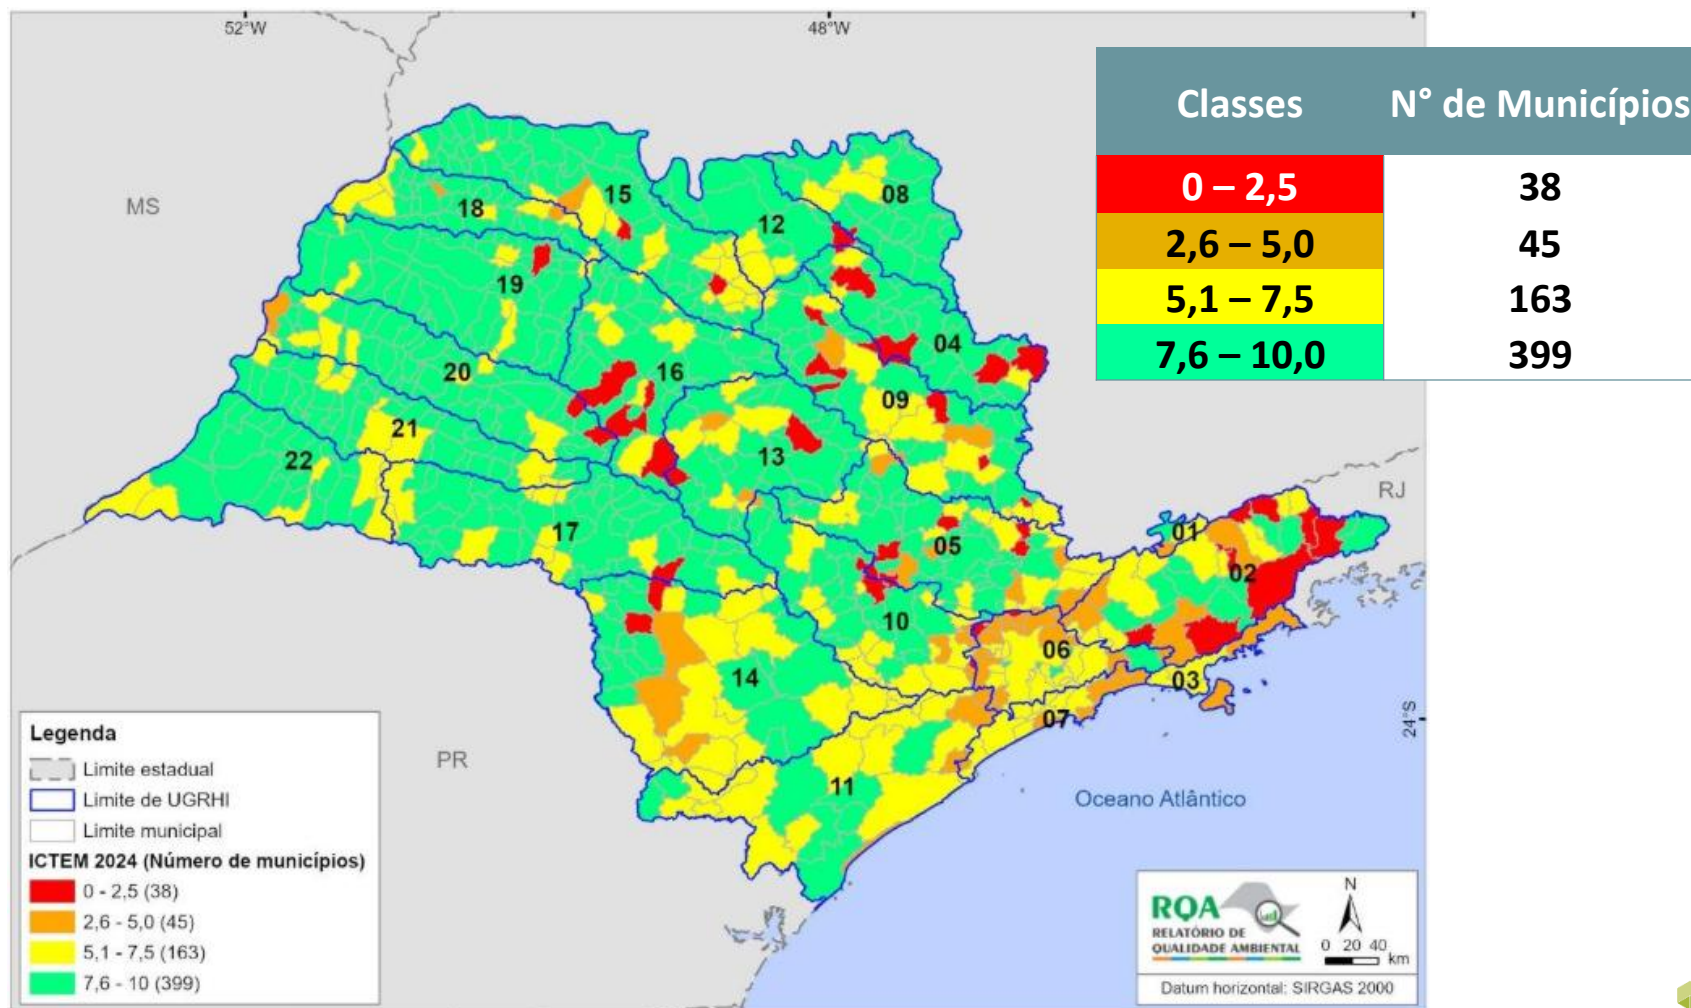 52°W
48°W
Classes N° de Municípios
0 – 2,5 38
2,6 – 5,0 45
5,1 – 7,5 163
7,6 – 10,0 399
MS
15
08
18
12
19
04
20
16
09
21
13
22
RJ
17
05
01
02
10
06
14
03
07
24°S
11
PR
Oceano Atlântico
Legenda
Limite estadual
Limite de UGRHI
Limite municipal
ICTEM 2024 (Número de municípios)
0 - 2,5 (38)
2,6 - 5,0 (45)
5,1 - 7,5 (163)
7,6 - 10 (399)
RQA
RELATÓRIO DE
QUALIDADE AMBIENTAL
N
0 20 40
km
Datum horizontal: SIRGAS 2000